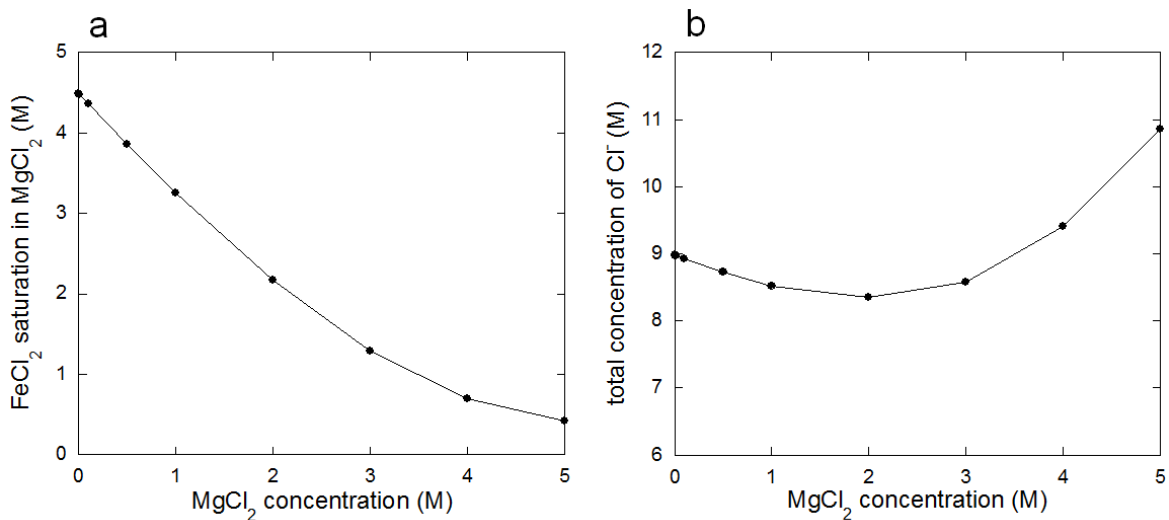 a
5
4
3
2
1
0
FeCl2 saturation in MgCl2 (M)
0 1 2 3 4 5
MgCl2 concentration (M)
b
12
11
10
9
8
7
6
total concentration of Cl- (M)
0 1 2 3 4 5
MgCl2 concentration (M)